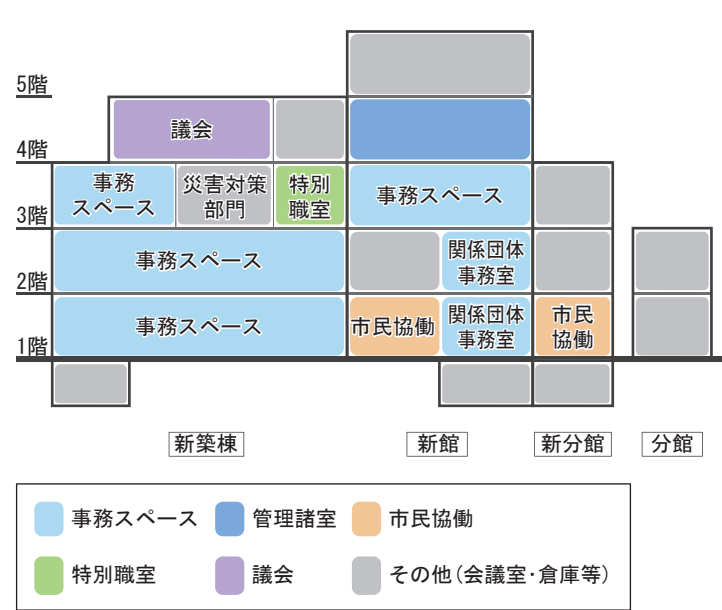 5階
議会
4階
事務
スペース
災害対策
部門
特別
職室
事務スペース
3階
事務スペース
関係団体
事務室
2階
事務スペース
市民協働
関係団体
事務室
市民
協働
1階
新築棟
新館
新分館
分館
事務スペース
管理諸室
市民協働
特別職室
議会
その他（会議室・倉庫等）